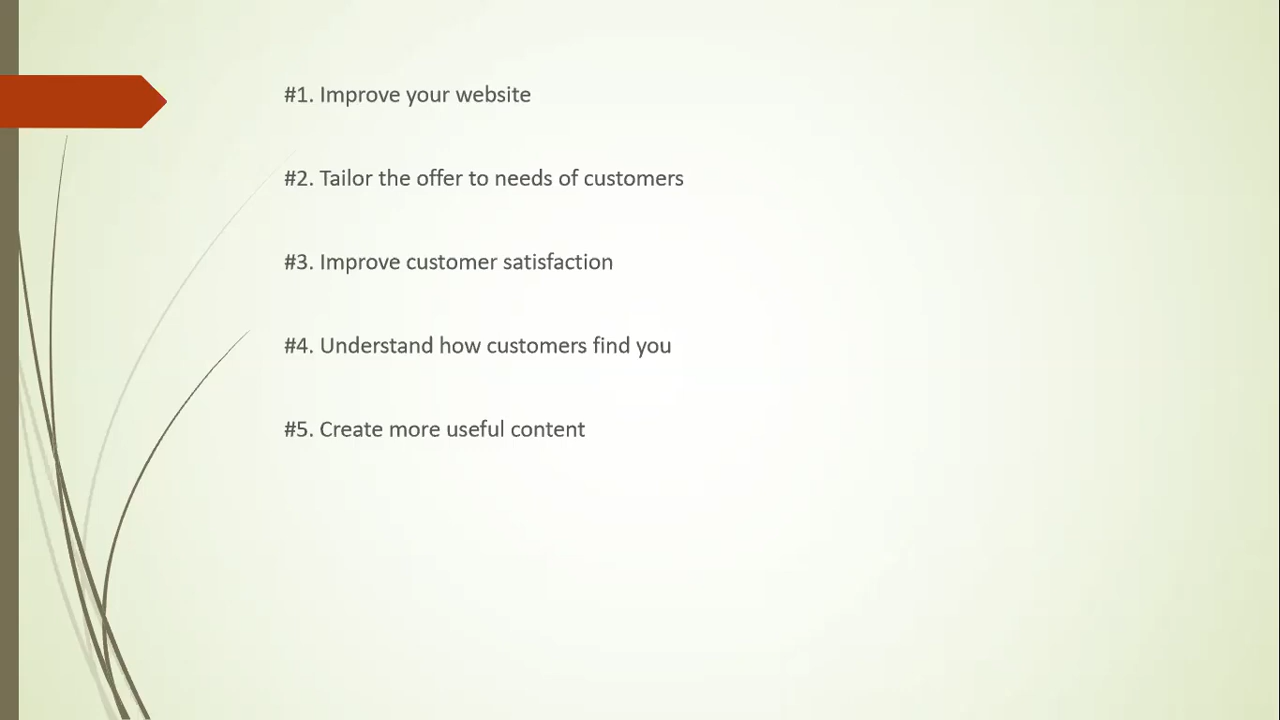 #1. Improve your website
#2. Tailor the offer to needs of customers
#3. Improve customer satisfaction
#4. Understand how customers find you
#5. Create more useful content